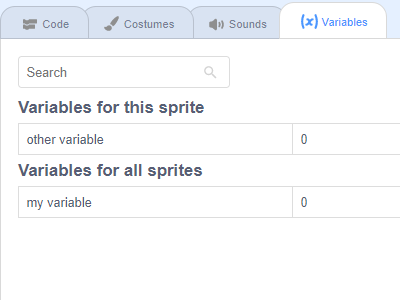 Code Costumes Sounds (x) Variables
Search
Variables for this sprite
other variable 0
Variables for all sprites
my variable 0